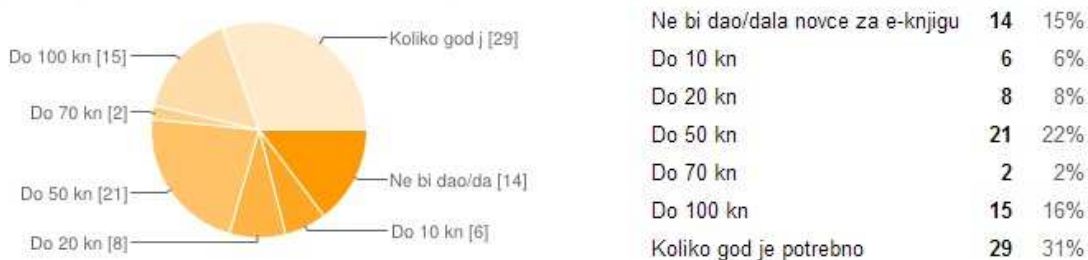 Koliko god j [29]
Do 100 kn [15]
Do 70 kn [2]
Do 50 kn [21]
Do 20 kn [8]
Ne bi dao/da [14]
Do 10 kn [6]
Ne bi dao/dala novce za e-knjigu 14 15%
Do 10 kn 6 6%
Do 20 kn 8 8%
Do 50 kn 21 22%
Do 70 kn 2 2%
Do 100 kn 15 16%
Koliko god je potrebno 29 31%